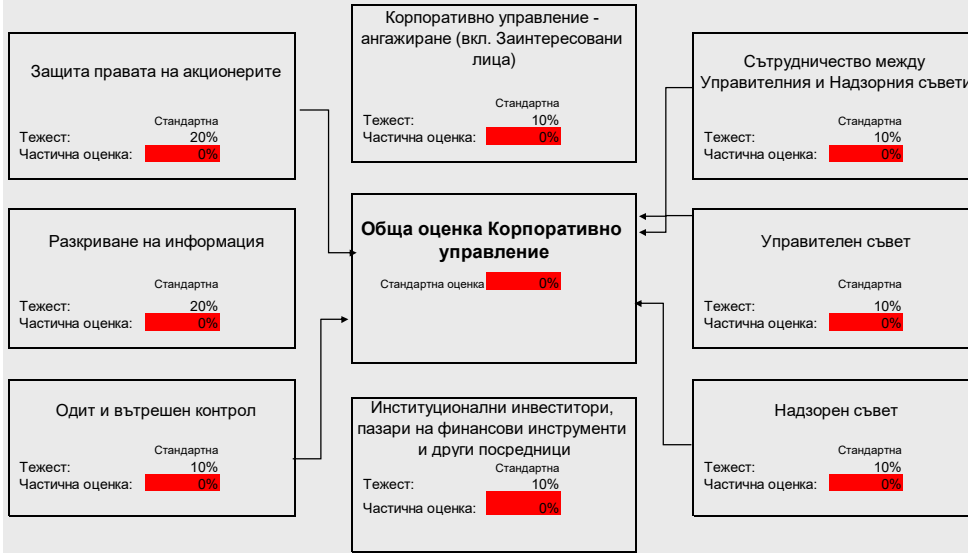 Защита правата на акционерите
Стандартна
Тежест: 20%
Частична оценка: 0%
Корпоративно управление -
ангажиране (вкл. Заинтересовани
лица)
Стандартна
Тежест: 10%
Частична оценка: 0%
Сътрудничество между
Управителния и Надзорния съвети
Стандартна
Тежест: 10%
Частична оценка: 0%
Разкриване на информация
Стандартна
Тежест: 20%
Частична оценка: 0%
Обща оценка Корпоративно
управление
Стандартна оценка 0%
Управителен съвет
Стандартна
Тежест: 10%
Частична оценка: 0%
Одит и вътрешен контрол
Стандартна
Тежест: 10%
Частична оценка: 0%
Институционални инвеститори,
пазари на финансови инструменти
и други посредници
Стандартна
Тежест: 10%
Частична оценка: 0%
Надзорен съвет
Стандартна
Тежест: 10%
Частична оценка: 0%